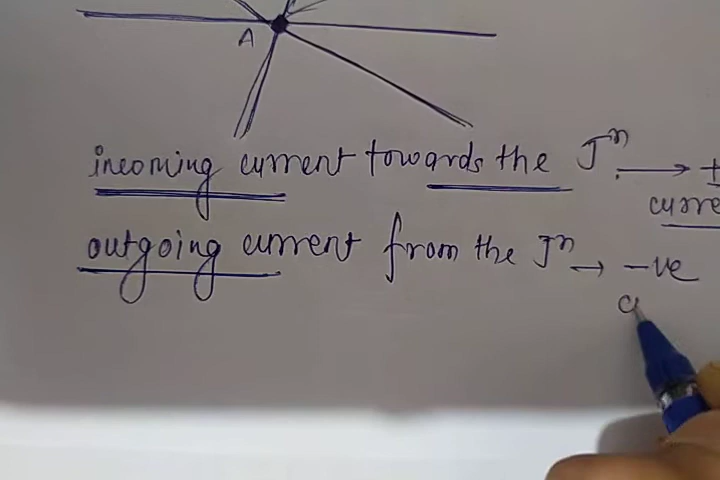 A
incoming current towards the Jⁿ. → +
curre
outgoing current from the Jⁿ → -ve
c